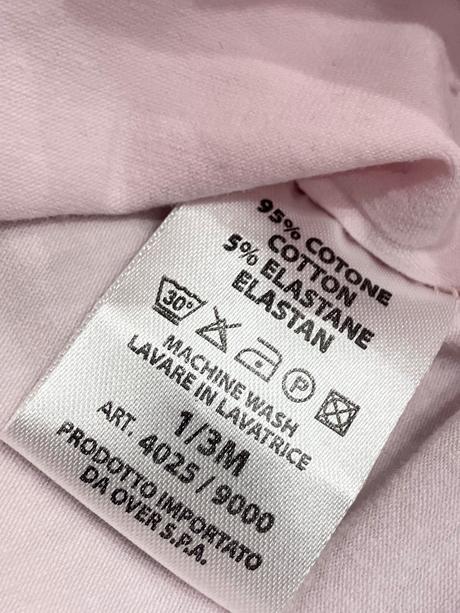 95% COTONE
COTTON
5% ELASTANE
ELASTAN
30°
P
MACHINE WASH
LAVARE IN LAVATRICE
1/3M
ART. 4025 / 9000
PRODOTTO IMPORTATO
DA OVER S.P.A.